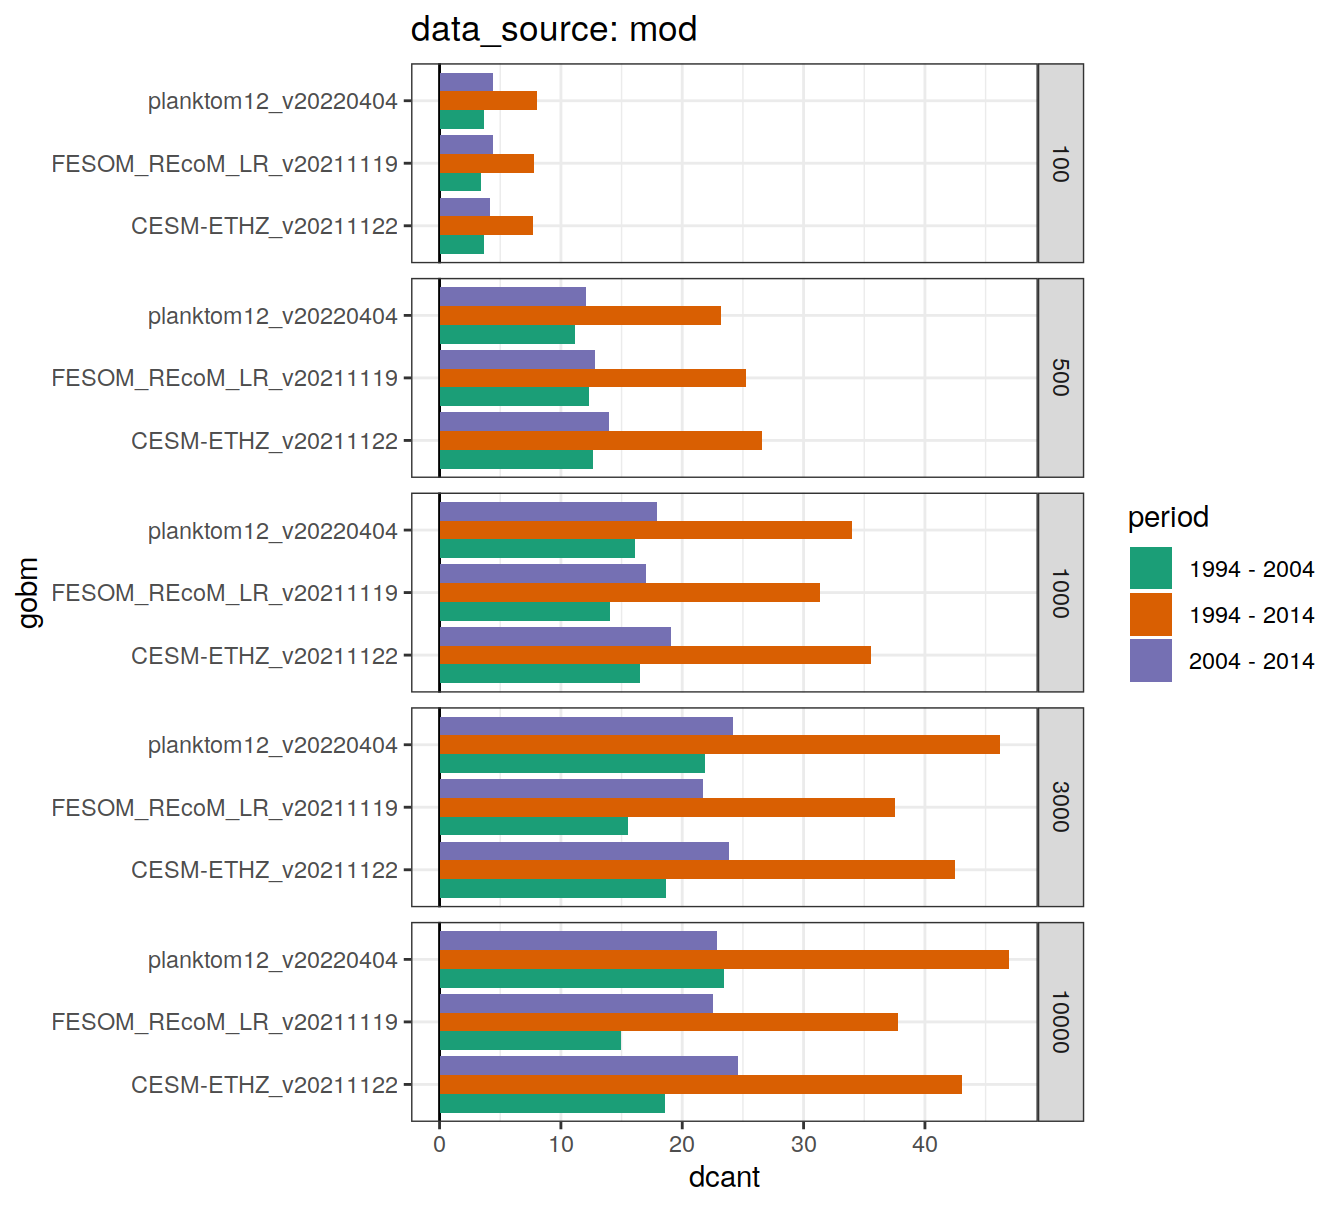 data_source: mod
planktom12_v20220404
FESOM_REcoM_LR_v20211119
CESM-ETHZ_v20211122
100
planktom12_v20220404
FESOM_REcoM_LR_v20211119
CESM-ETHZ_v20211122
500
planktom12_v20220404
FESOM_REcoM_LR_v20211119
CESM-ETHZ_v20211122
1000
planktom12_v20220404
FESOM_REcoM_LR_v20211119
CESM-ETHZ_v20211122
3000
planktom12_v20220404
FESOM_REcoM_LR_v20211119
CESM-ETHZ_v20211122
10000
0 10 20 30 40
dcant
gobm
period
1994 - 2004
1994 - 2014
2004 - 2014